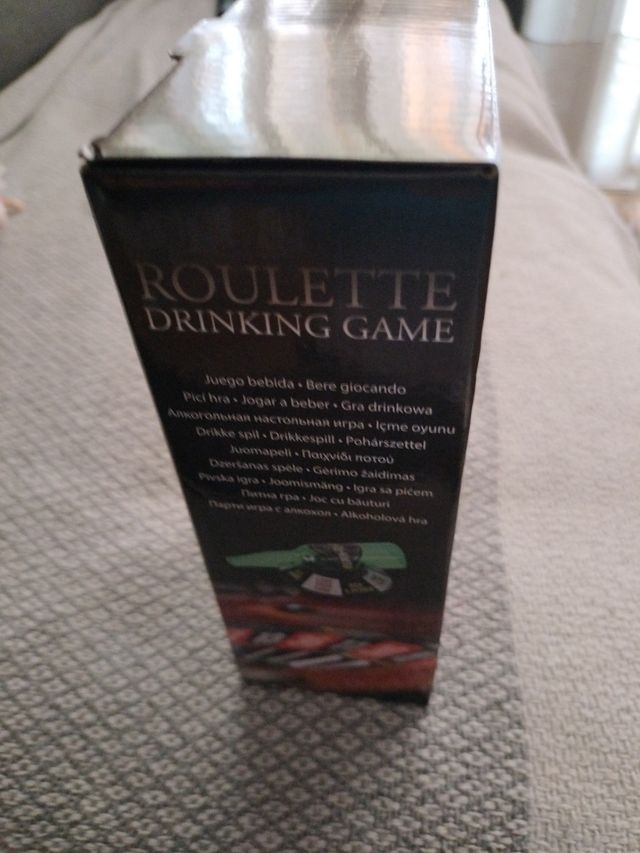 ROULETTE
DRINKING GAME
Juego bebida • Bere giocando
Picí hra • Jogar a beber • Gra drinkowa
Алкогольная настольная игра • Içme oyunu
Drikke spil • Drikkespill • Pohárszettel
Juomapeli • Παιχνίδι ποτού
Dzeršanas spēle • Gėrimo žaidimas
Pivska igra • Joomismäng • Igra sa pićem
Питна гра • Joc cu băuturi
Парти игра с алкохол • Alkoholová hra